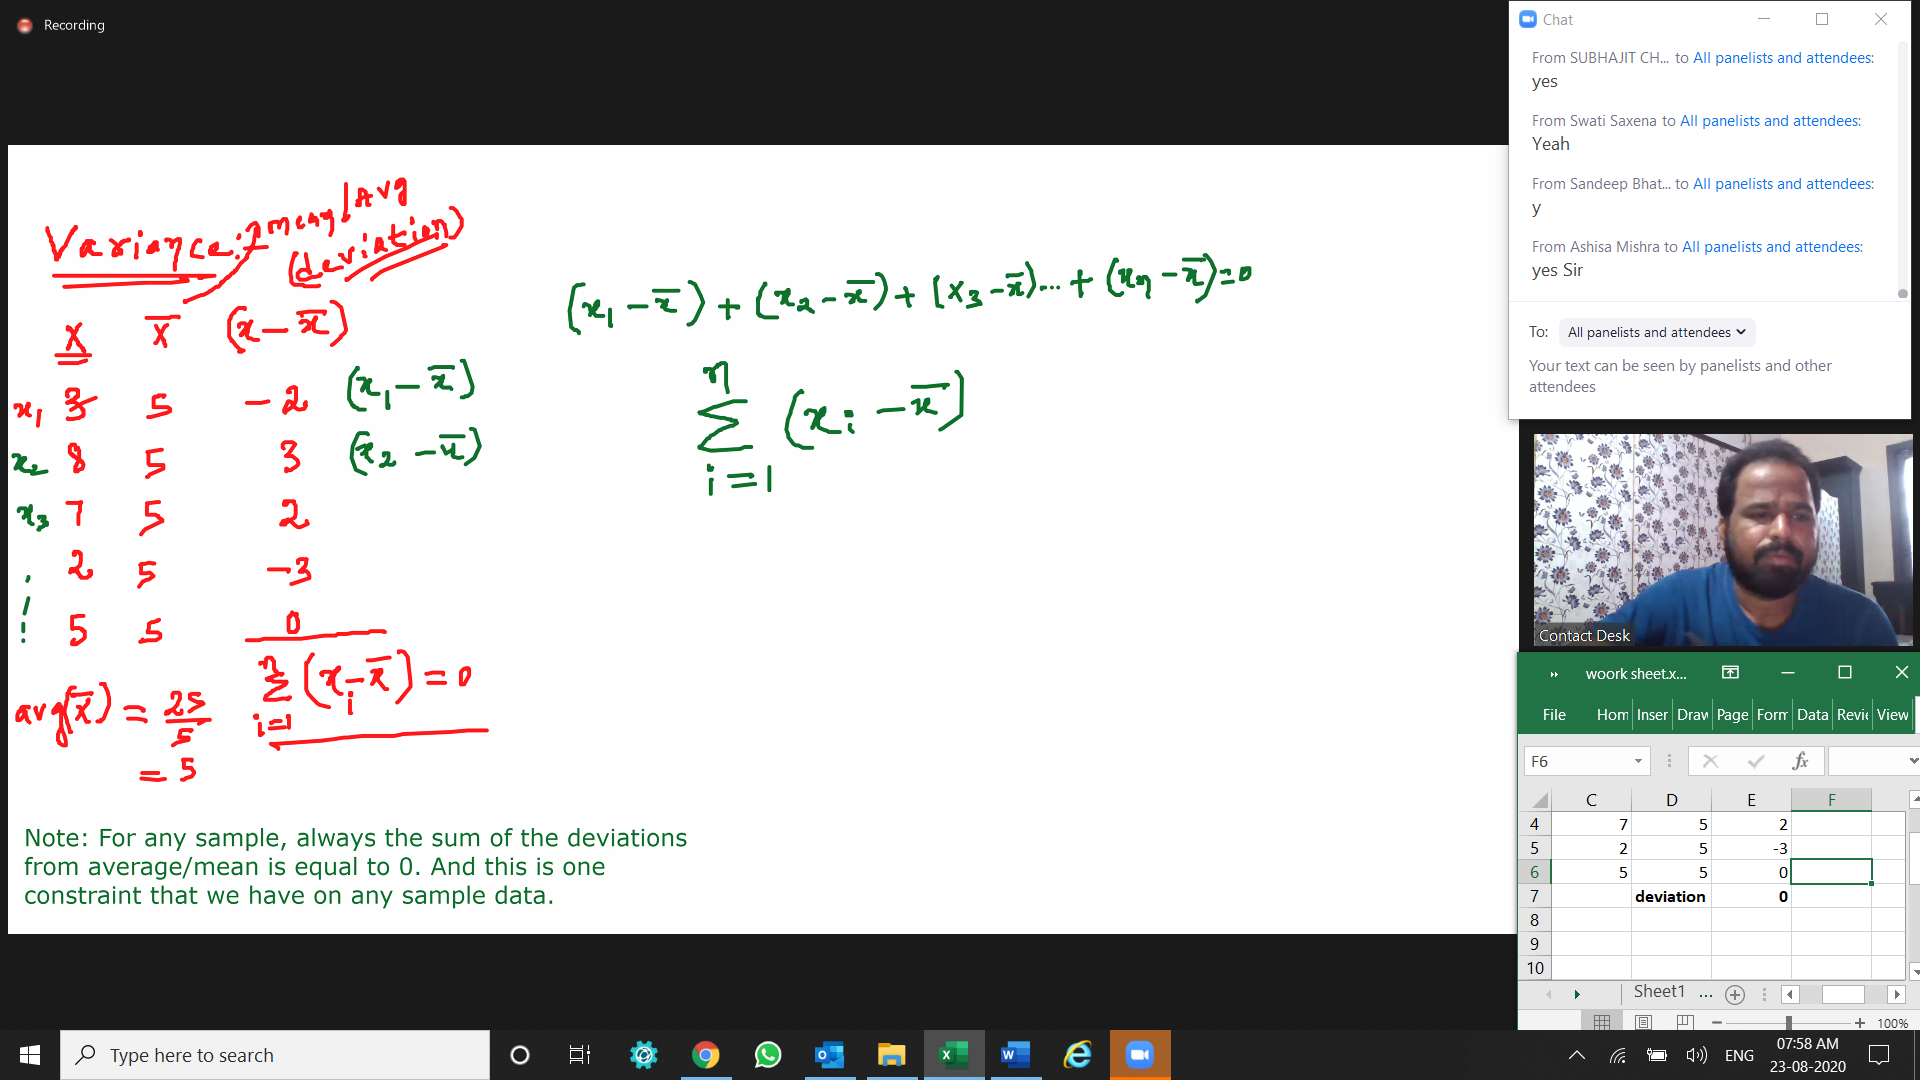 Recording
Variance: mean/Avg
(deviation)
X X̅ (x - x̅)
x1 3 5 -2 (x1 - x̅)
x2 8 5 3 (x2 - x̅)
x3 7 5 2
2 5 -3
5 5 0
n
Σ (xi - x̅) = 0
i=1
avg(x̅) = 25/5
= 5
(x1 - x̅) + (x2 - x̅) + (x3 - x̅)... + (xn - x̅) = 0
n
Σ (xi - x̅)
i=1
Note: For any sample, always the sum of the deviations
from average/mean is equal to 0. And this is one
constraint that we have on any sample data.
Chat
From SUBHAJIT CH... to All panelists and attendees:
yes
From Swati Saxena to All panelists and attendees:
Yeah
From Sandeep Bhat... to All panelists and attendees:
y
From Ashisa Mishra to All panelists and attendees:
yes Sir
To: All panelists and attendees
Your text can be seen by panelists and other
attendees
Contact Desk
woork sheet.x...
File Hom Inser Drav Page Form Data Revie View
F6 fx
C D E F
4 7 5 2
5 2 5 -3
6 5 5 0
7 deviation 0
8
9
10
Sheet1 ...
100%
Type here to search
ENG
07:58 AM
23-08-2020